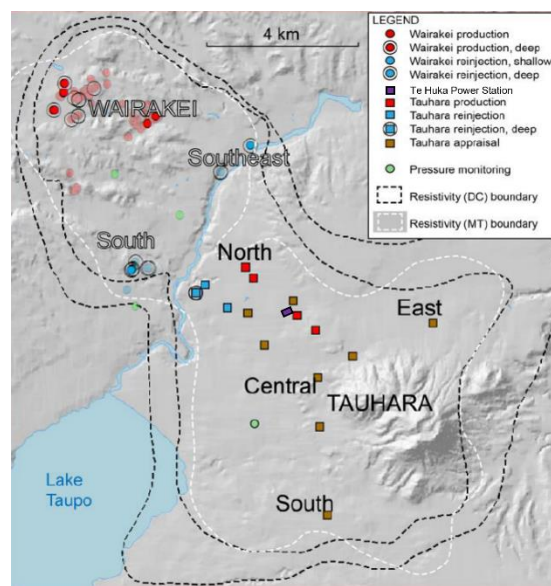 4 km
LEGEND
Wairakei production
Wairakei production, deep
Wairakei reinjection, shallow
Wairakei reinjection, deep
Te Huka Power Station
Tauhara production
Tauhara reinjection
Tauhara reinjection, deep
Tauhara appraisal
Pressure monitoring
Resistivity (DC) boundary
Resistivity (MT) boundary
WAIRAKEI
Southeast
South
North
East
Central
TAUHARA
Lake
Taupo
South